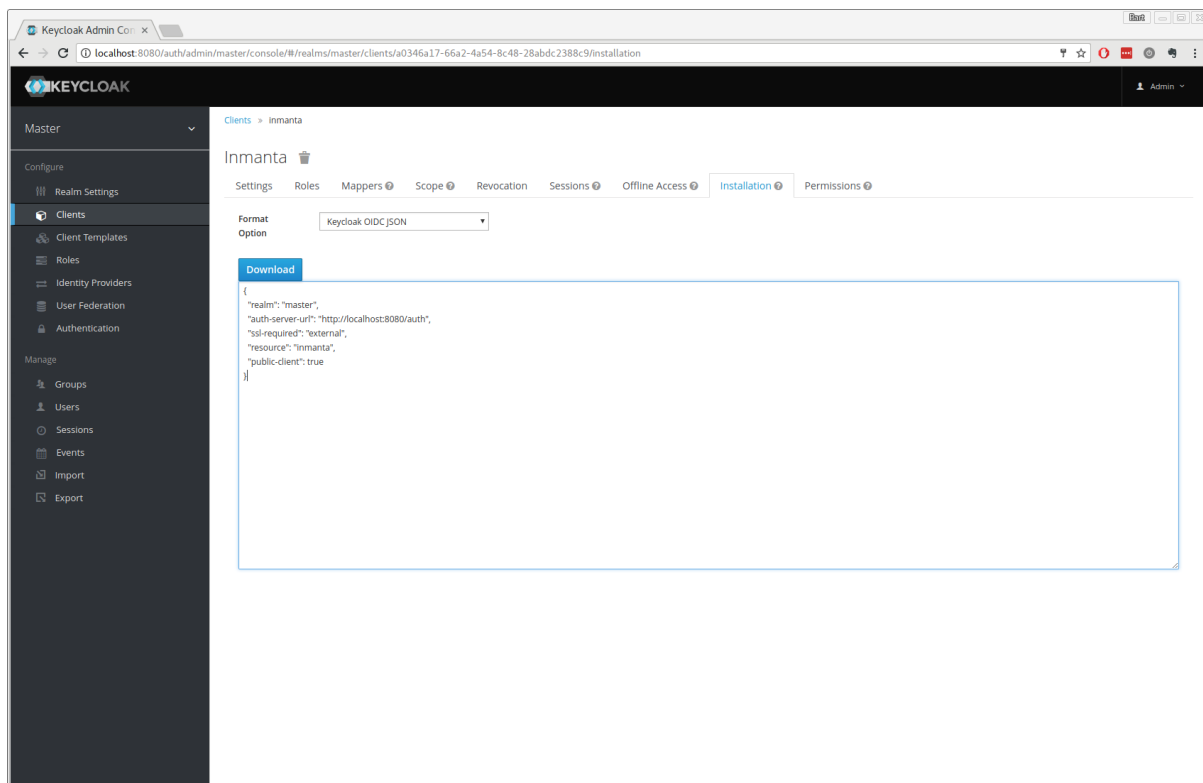 Bart
Keycloak Admin Con
localhost:8080/auth/admin/master/console/#/realms/master/clients/a0346a17-66a2-4a54-8c48-28abdc2388c9/installation
KEYCLOAK
Admin
Master
Configure
Realm Settings
Clients
Client Templates
Roles
Identity Providers
User Federation
Authentication
Manage
Groups
Users
Sessions
Events
Import
Export
Clients » inmanta
Inmanta
Settings Roles Mappers Scope Revocation Sessions Offline Access Installation Permissions
Format
Option
Keycloak OIDC JSON
Download
{
"realm": "master",
"auth-server-url": "http://localhost:8080/auth",
"ssl-required": "external",
"resource": "inmanta",
"public-client": true
}